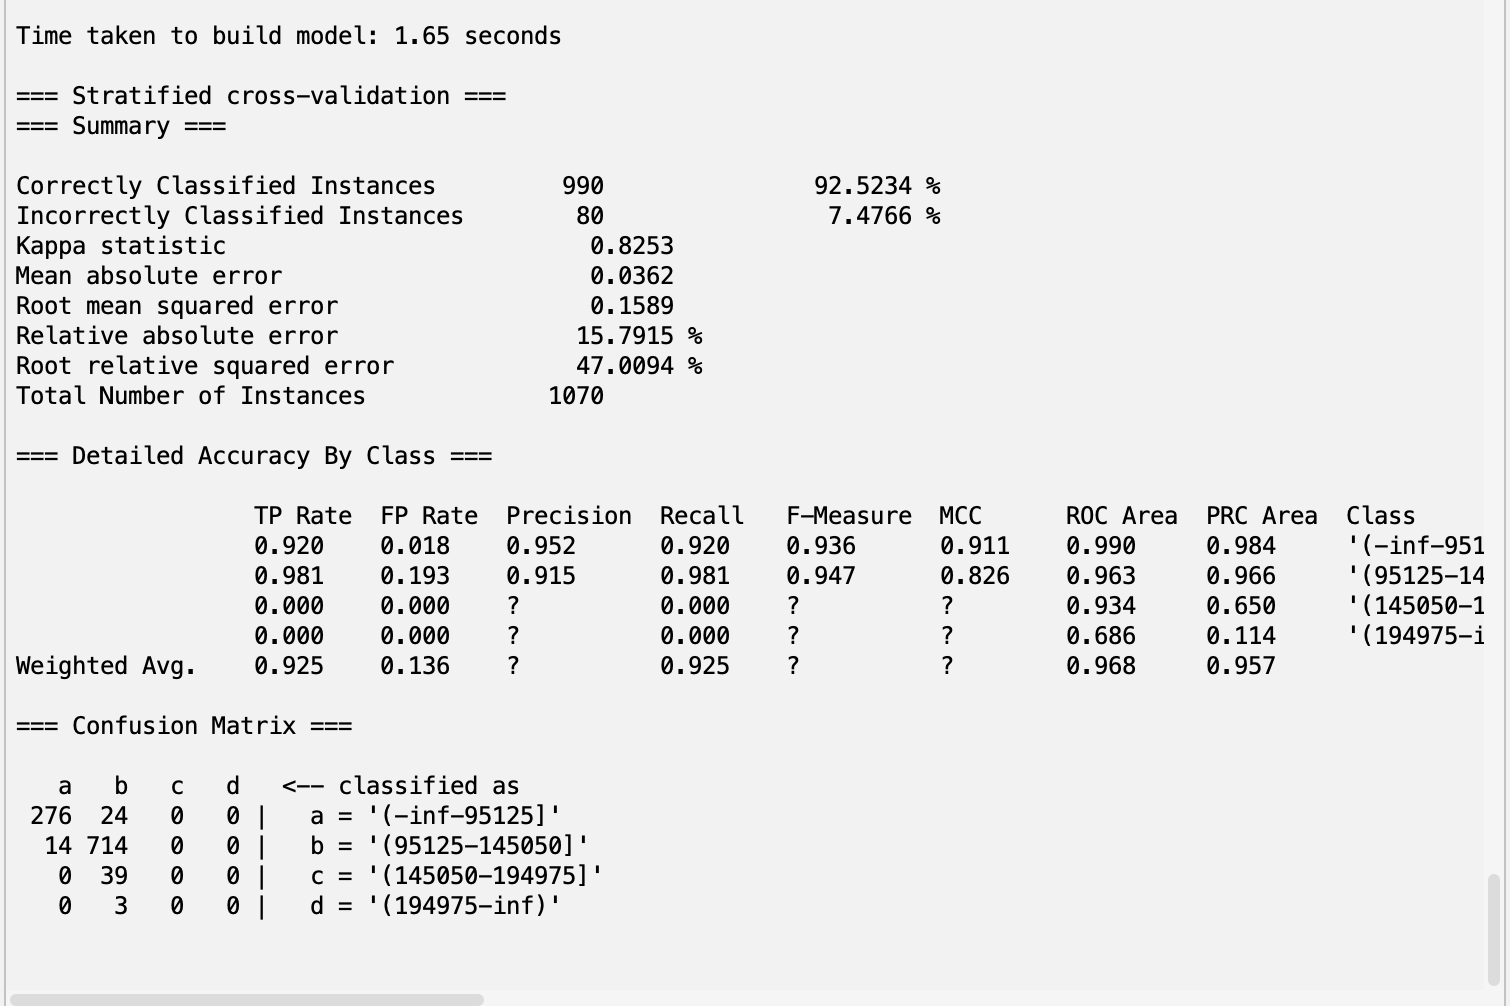 Time taken to build model: 1.65 seconds
=== Stratified cross-validation ===
=== Summary ===
Correctly Classified Instances         990               92.5234 %
Incorrectly Classified Instances        80                7.4766 %
Kappa statistic                          0.8253
Mean absolute error                      0.0362
Root mean squared error                  0.1589
Relative absolute error                 15.7915 %
Root relative squared error             47.0094 %
Total Number of Instances             1070
=== Detailed Accuracy By Class ===
                 TP Rate  FP Rate  Precision  Recall   F-Measure  MCC      ROC Area  PRC Area  Class
                 0.920    0.018    0.952      0.920    0.936      0.911    0.990     0.984     '(-inf-951
                 0.981    0.193    0.915      0.981    0.947      0.826    0.963     0.966     '(95125-14
                 0.000    0.000    ?          0.000    ?          ?        0.934     0.650     '(145050-1
                 0.000    0.000    ?          0.000    ?          ?        0.686     0.114     '(194975-i
Weighted Avg.    0.925    0.136    ?          0.925    ?          ?        0.968     0.957
=== Confusion Matrix ===
   a   b   c   d   <-- classified as
 276  24   0   0 |   a = '(-inf-95125]'
  14 714   0   0 |   b = '(95125-145050]'
   0  39   0   0 |   c = '(145050-194975]'
   0   3   0   0 |   d = '(194975-inf)'